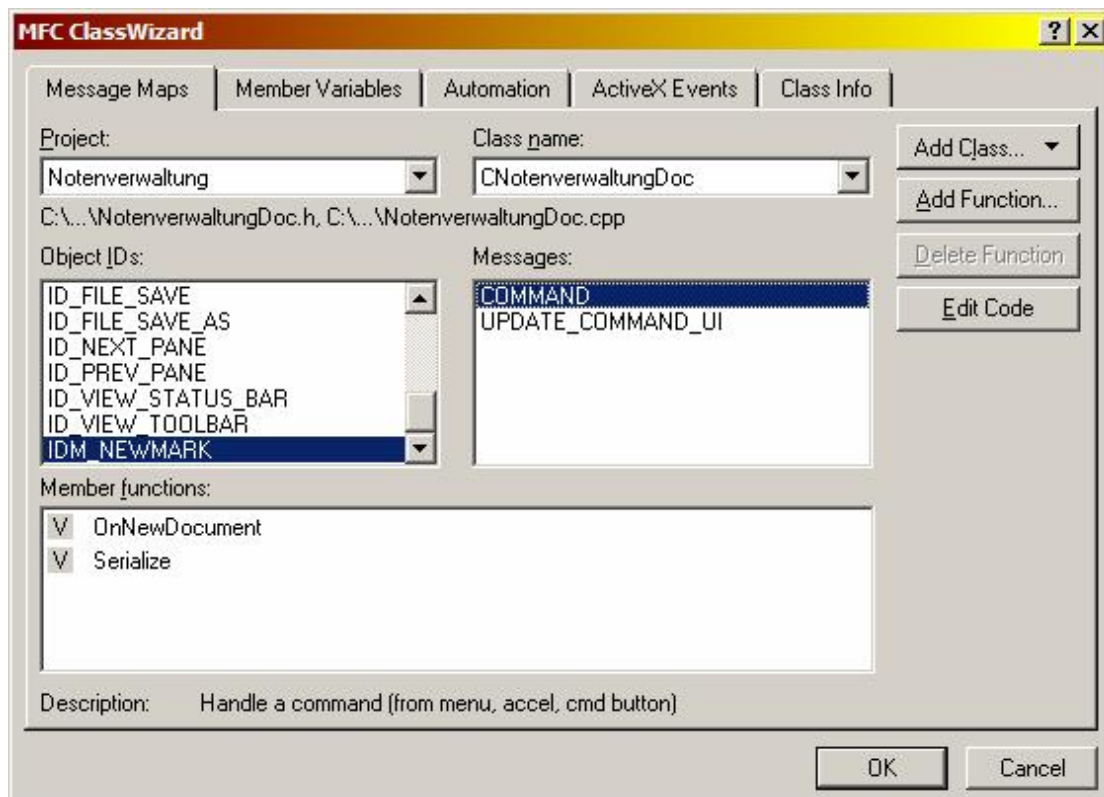 MFC ClassWizard
Message Maps
Member Variables
Automation
ActiveX Events
Class Info
Project:
Class name:
Add Class...
Notenverwaltung
CNotenverwaltungDoc
Add Function...
C:\...\NotenverwaltungDoc.h, C:\...\NotenverwaltungDoc.cpp
Object IDs:
Messages:
Delete Function
ID_FILE_SAVE
ID_FILE_SAVE_AS
ID_NEXT_PANE
ID_PREV_PANE
ID_VIEW_STATUS_BAR
ID_VIEW_TOOLBAR
IDM_NEWMARK
COMMAND
UPDATE_COMMAND_UI
Edit Code
Member functions:
V OnNewDocument
V Serialize
Description: Handle a command (from menu, accel, cmd button)
OK
Cancel